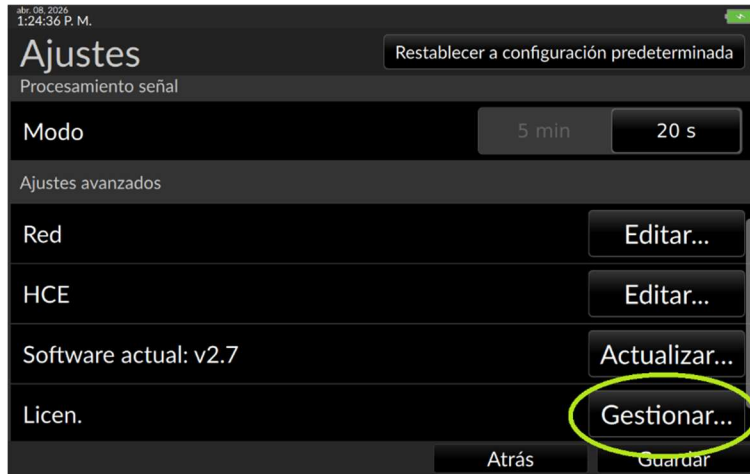 abr. 08, 2026
1:24:36 P. M.
Ajustes
Restablecer a configuración predeterminada
Procesamiento señal
Modo
5 min
20 s
Ajustes avanzados
Red
Editar...
HCE
Editar...
Software actual: v2.7
Actualizar...
Licen.
Gestionar...
Atrás
Guardar